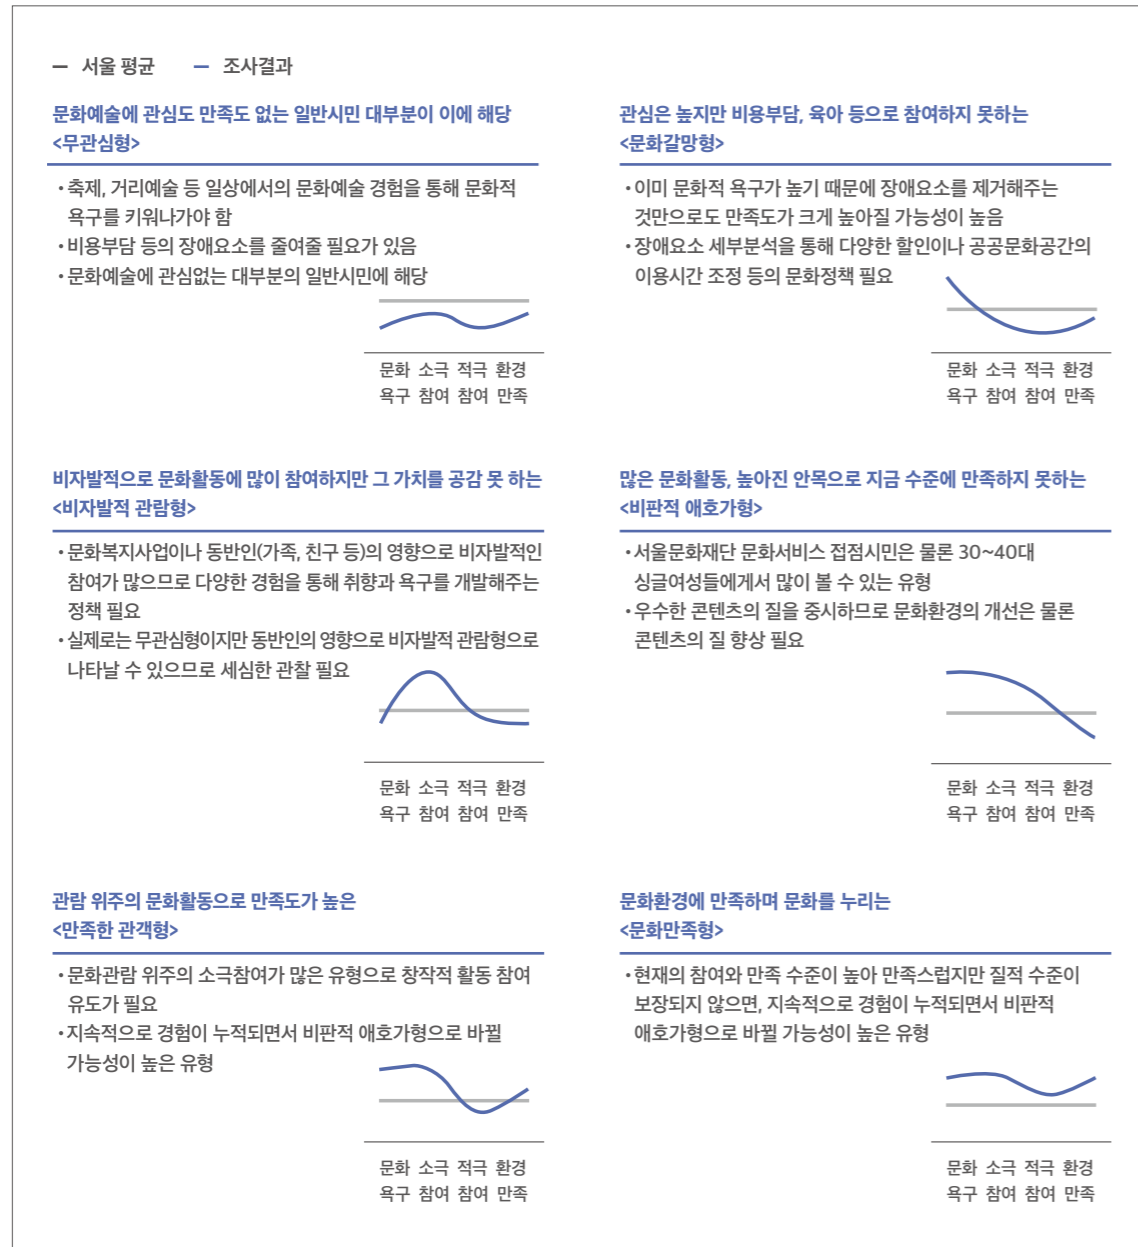 서울 평균 조사결과
문화예술에 관심도 만족도 없는 일반시민 대부분이 이에 해당
<무관심형>
• 축제, 거리예술 등 일상에서의 문화예술 경험을 통해 문화적
욕구를 키워나가야 함
• 비용부담 등의 장애요소를 줄여줄 필요가 있음
• 문화예술에 관심없는 대부분의 일반시민에 해당
문화 소극 적극 환경
욕구 참여 참여 만족
관심은 높지만 비용부담, 육아 등으로 참여하지 못하는
<문화갈망형>
• 이미 문화적 욕구가 높기 때문에 장애요소를 제거해주는
것만으로도 만족도가 크게 높아질 가능성이 높음
• 장애요소 세부분석을 통해 다양한 할인이나 공공문화공간의
이용시간 조정 등의 문화정책 필요
문화 소극 적극 환경
욕구 참여 참여 만족
비자발적으로 문화활동에 많이 참여하지만 그 가치를 공감 못 하는
<비자발적 관람형>
• 문화복지사업이나 동반인(가족, 친구 등)의 영향으로 비자발적인
참여가 많으므로 다양한 경험을 통해 취향과 욕구를 개발해주는
정책 필요
• 실제로는 무관심형이지만 동반인의 영향으로 비자발적 관람형으로
나타날 수 있으므로 세심한 관찰 필요
문화 소극 적극 환경
욕구 참여 참여 만족
많은 문화활동, 높아진 안목으로 지금 수준에 만족하지 못하는
<비판적 애호가형>
• 서울문화재단 문화서비스 접점시민은 물론 30~40대
싱글여성들에게서 많이 볼 수 있는 유형
• 우수한 콘텐츠의 질을 중시하므로 문화환경의 개선은 물론
콘텐츠의 질 향상 필요
문화 소극 적극 환경
욕구 참여 참여 만족
관람 위주의 문화활동으로 만족도가 높은
<만족한 관객형>
• 문화관람 위주의 소극참여가 많은 유형으로 창작적 활동 참여
유도가 필요
• 지속적으로 경험이 누적되면서 비판적 애호가형으로 바뀔
가능성이 높은 유형
문화 소극 적극 환경
욕구 참여 참여 만족
문화환경에 만족하며 문화를 누리는
<문화만족형>
• 현재의 참여와 만족 수준이 높아 만족스럽지만 질적 수준이
보장되지 않으면, 지속적으로 경험이 누적되면서 비판적
애호가형으로 바뀔 가능성이 높은 유형
문화 소극 적극 환경
욕구 참여 참여 만족